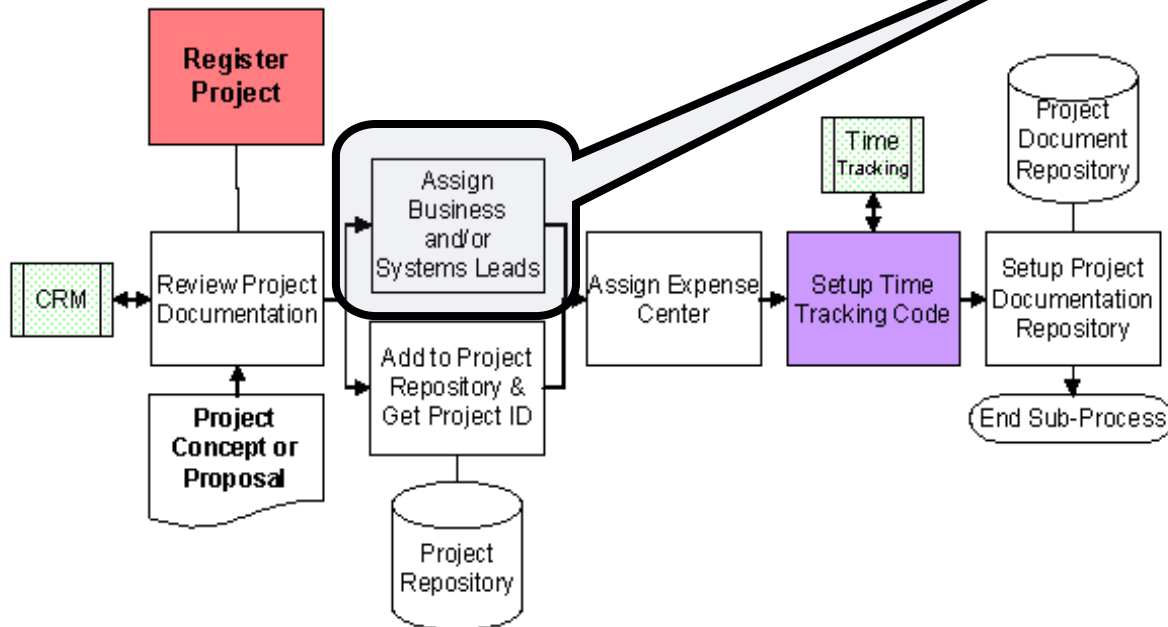 Register
Project
Assign
Business
and/or
Systems Leads
Time
Tracking
Project
Document
Repository
CRM
Review Project
Documentation
Assign Expense
Center
Setup Time
Tracking Code
Setup Project
Documentation
Repository
Add to Project
Repository &
Get Project ID
Project
Concept or
Proposal
End Sub-Process
Project
Repository